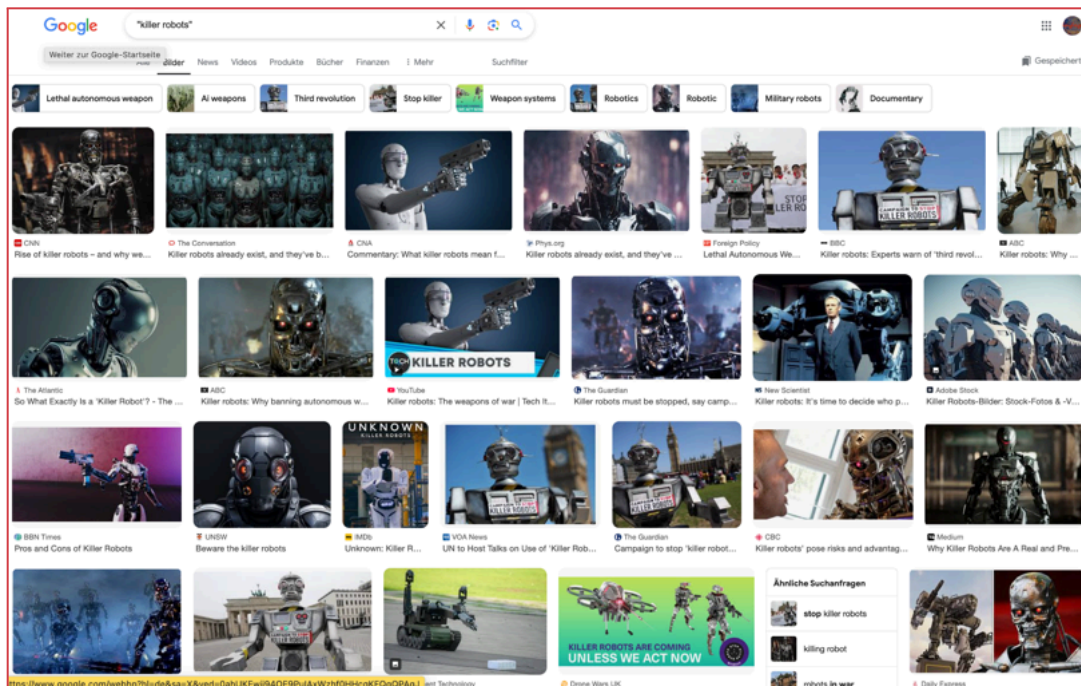 Google
"killer robots"
Weiter zur Google-Startseite
Alle Bilder News Videos Produkte Bücher Finanzen Mehr Suchfilter
Gespeichert
Lethal autonomous weapon
Ai weapons
Third revolution
Stop killer
Weapon systems
Robotics
Robotic
Military robots
Documentary
CAMPAIGN TO STOP
KILLER ROBOTS
CNN
Rise of killer robots – and why we...
The Conversation
Killer robots already exist, and they've b...
CNA
Commentary: What killer robots mean f...
Phys.org
Killer robots already exist, and they've ...
Foreign Policy
Lethal Autonomous We...
BBC
Killer robots: Experts warn of 'third revol...
ABC
Killer robots: Why ...
TECH
KILLER ROBOTS
The Atlantic
So What Exactly Is a 'Killer Robot'? - The ...
ABC
Killer robots: Why banning autonomous w...
YouTube
Killer robots: The weapons of war | Tech It...
The Guardian
Killer robots must be stopped, say camp...
New Scientist
Killer robots: It's time to decide who p...
Adobe Stock
Killer Robots-Bilder: Stock-Fotos & -V...
UNKNOWN
KILLER ROBOTS
CAMPAIGN TO STOP
KILLER ROBOTS
CAMPAIGN TO STOP
KILLER ROBOTS
BBN Times
Pros and Cons of Killer Robots
UNSW
Beware the killer robots
IMDb
Unknown: Killer R...
VOA News
UN to Host Talks on Use of 'Killer Rob...
The Guardian
Campaign to stop 'killer robot...
CBC
Killer robots' pose risks and advantag...
Medium
Why Killer Robots Are A Real and Pre...
KILLER ROBOTS ARE COMING
UNLESS WE ACT NOW
Ähnliche Suchanfragen
stop killer robots
killing robot
robots in war
Technology
Drone Wars UK
Daily Express